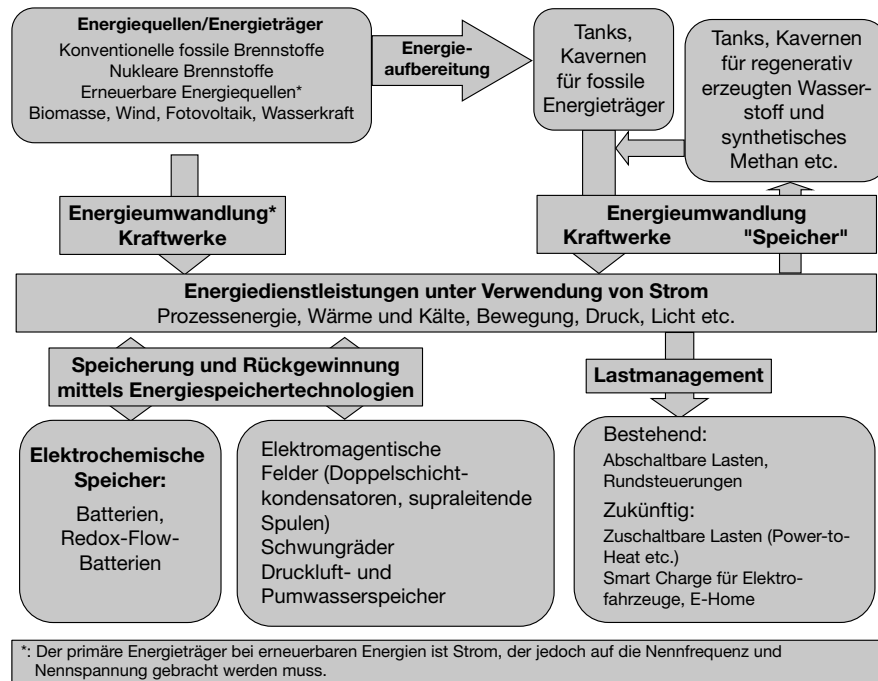 Energiequellen/Energieträger
Konventionelle fossile Brennstoffe
Nukleare Brennstoffe
Erneuerbare Energiequellen*
Biomasse, Wind, Fotovoltaik, Wasserkraft
Energie-
aufbereitung
Tanks,
Kavernen
für fossile
Energieträger
Tanks, Kavernen
für regenerativ
erzeugten Wasser-
stoff und
synthetisches
Methan etc.
Energieumwandlung*
Kraftwerke
Energieumwandlung
Kraftwerke "Speicher"
Energiedienstleistungen unter Verwendung von Strom
Prozessenergie, Wärme und Kälte, Bewegung, Druck, Licht etc.
Speicherung und Rückgewinnung
mittels Energiespeichertechnologien
Lastmanagement
Elektrochemische
Speicher:
Batterien,
Redox-Flow-
Batterien
Elektromagentische
Felder (Doppelschicht-
kondensatoren, supraleitende
Spulen)
Schwungräder
Druckluft- und
Pumwasserspeicher
Bestehend:
Abschaltbare Lasten,
Rundsteuerungen
Zukünftig:
Zuschaltbare Lasten (Power-to-
Heat etc.)
Smart Charge für Elektro-
fahrzeuge, E-Home
*: Der primäre Energieträger bei erneuerbaren Energien ist Strom, der jedoch auf die Nennfrequenz und
Nennspannung gebracht werden muss.